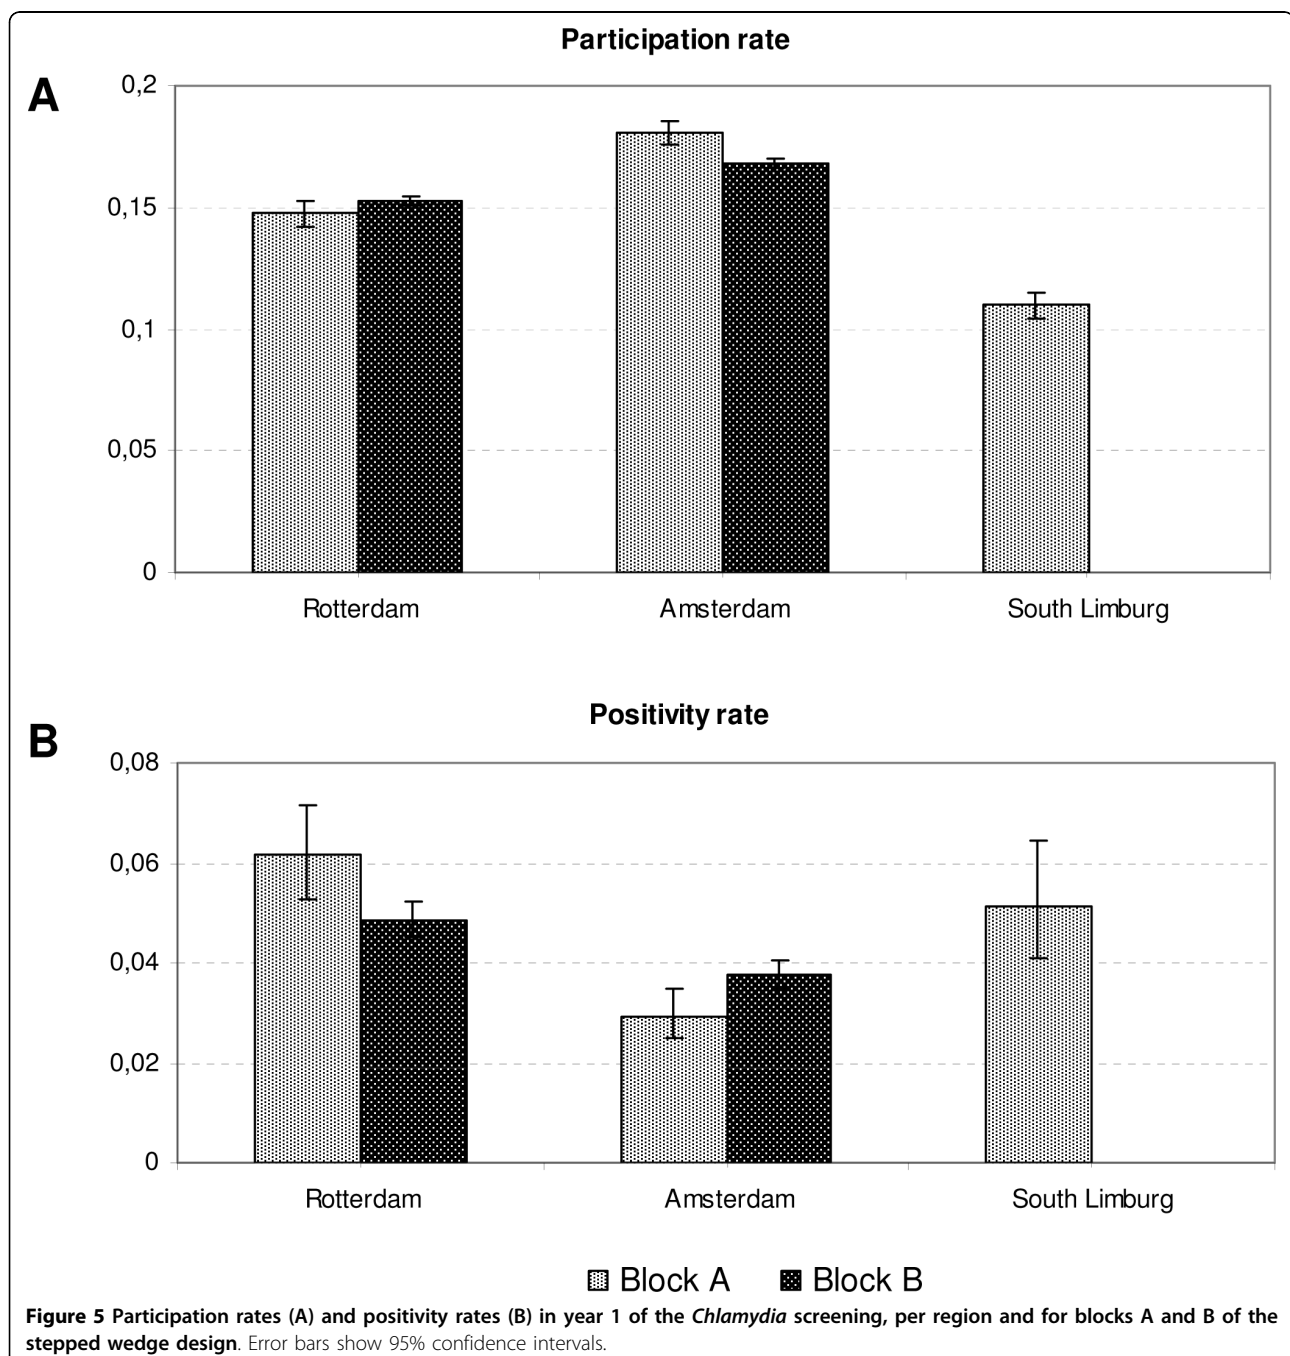 Participation rate
A
0,2
0,15
0,1
0,05
0
Rotterdam Amsterdam South Limburg
Positivity rate
B
0,08
0,06
0,04
0,02
0
Rotterdam Amsterdam South Limburg
Block A Block B
Figure 5 Participation rates (A) and positivity rates (B) in year 1 of the Chlamydia screening, per region and for blocks A and B of the
stepped wedge design. Error bars show 95% confidence intervals.